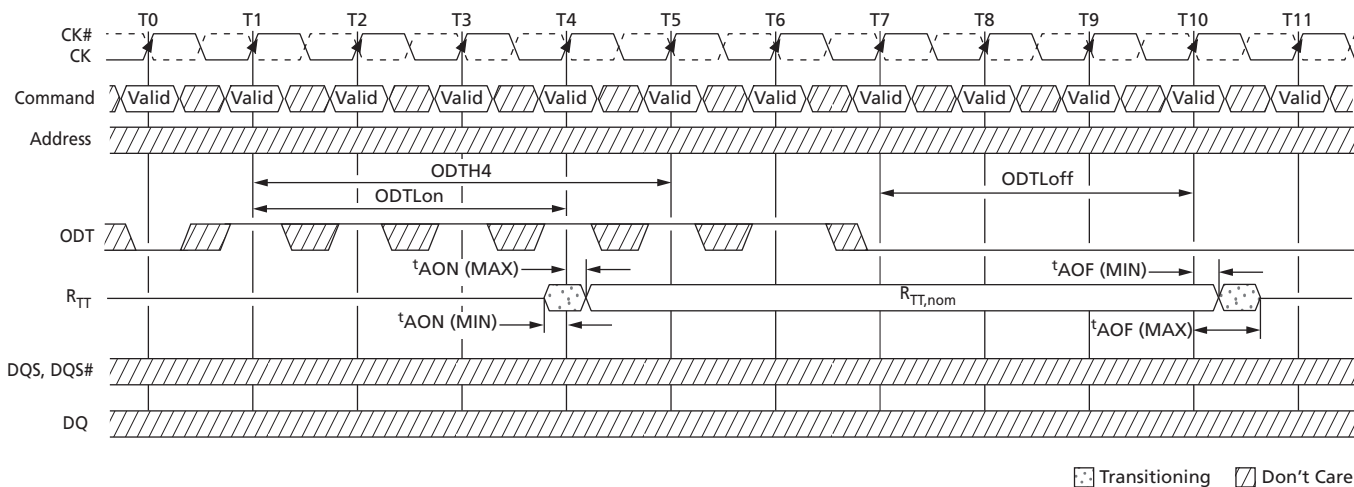 T0 T1 T2 T3 T4 T5 T6 T7 T8 T9 T10 T11
CK#
CK
Command Valid Valid Valid Valid Valid Valid Valid Valid Valid Valid Valid Valid
Address
ODTH4
ODTLoff
ODTLon
ODT
tAON (MAX) tAOF (MIN)
RTT RTT,nom
tAON (MIN) tAOF (MAX)
DQS, DQS#
DQ
Transitioning Don't Care